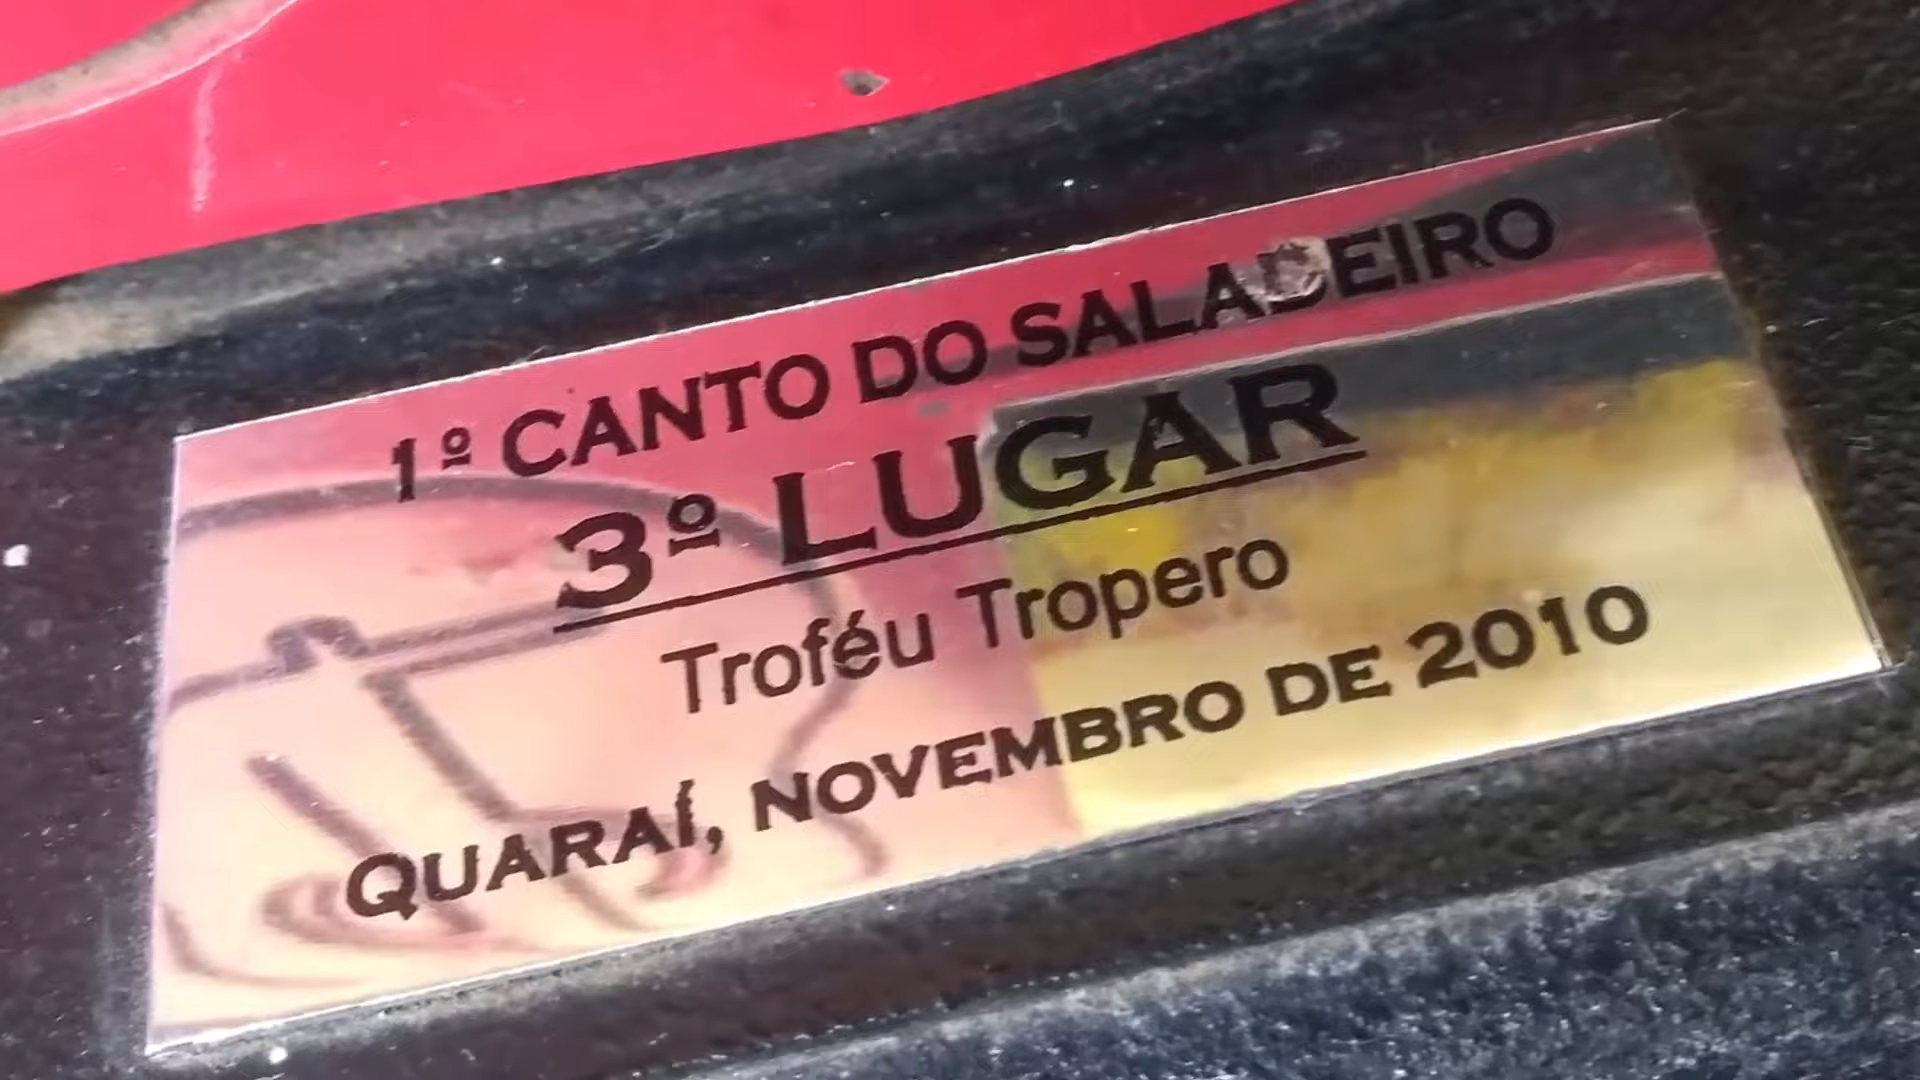 1º CANTO DO SALADEIRO
3º LUGAR
Troféu Tropero
QUARAÍ, NOVEMBRO DE 2010